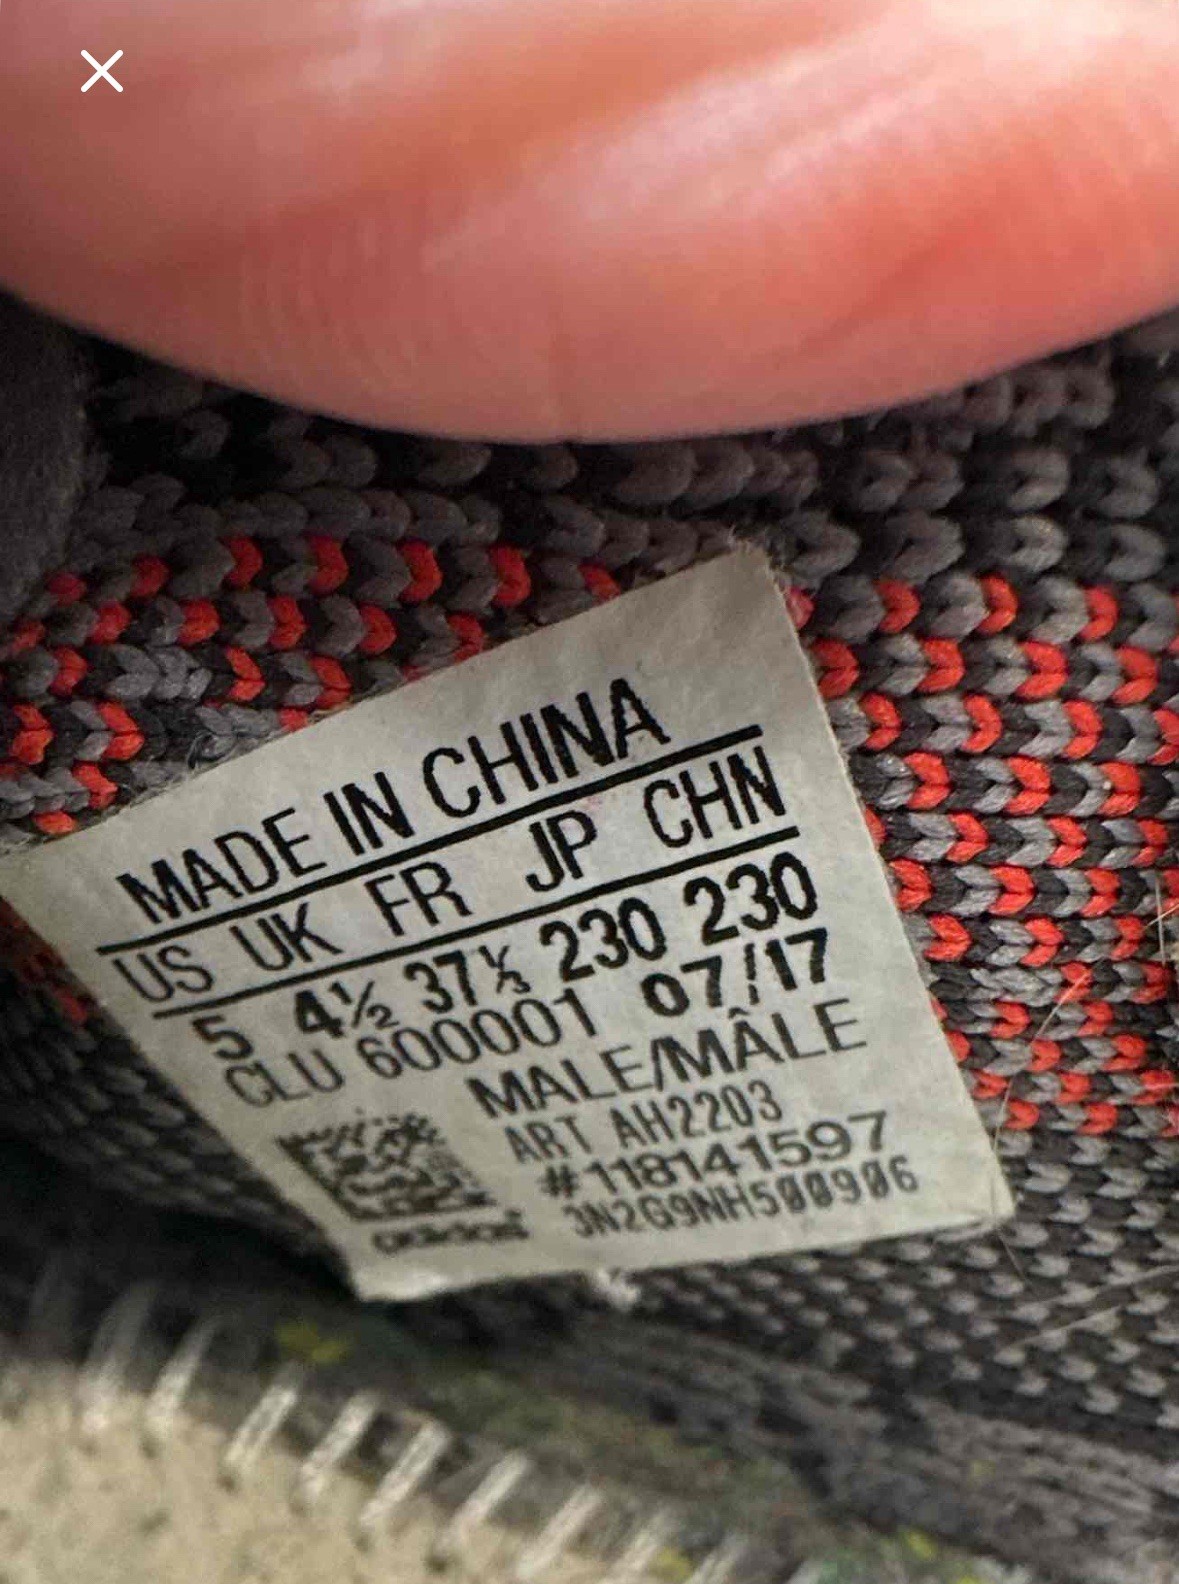 MADE IN CHINA
US UK FR JP CHN
5 4½ 37⅓ 230 230
CLU 600001 07/17
MALE/MÂLE
ART AH2203
#118141597
3N2G9NH500906
adidas